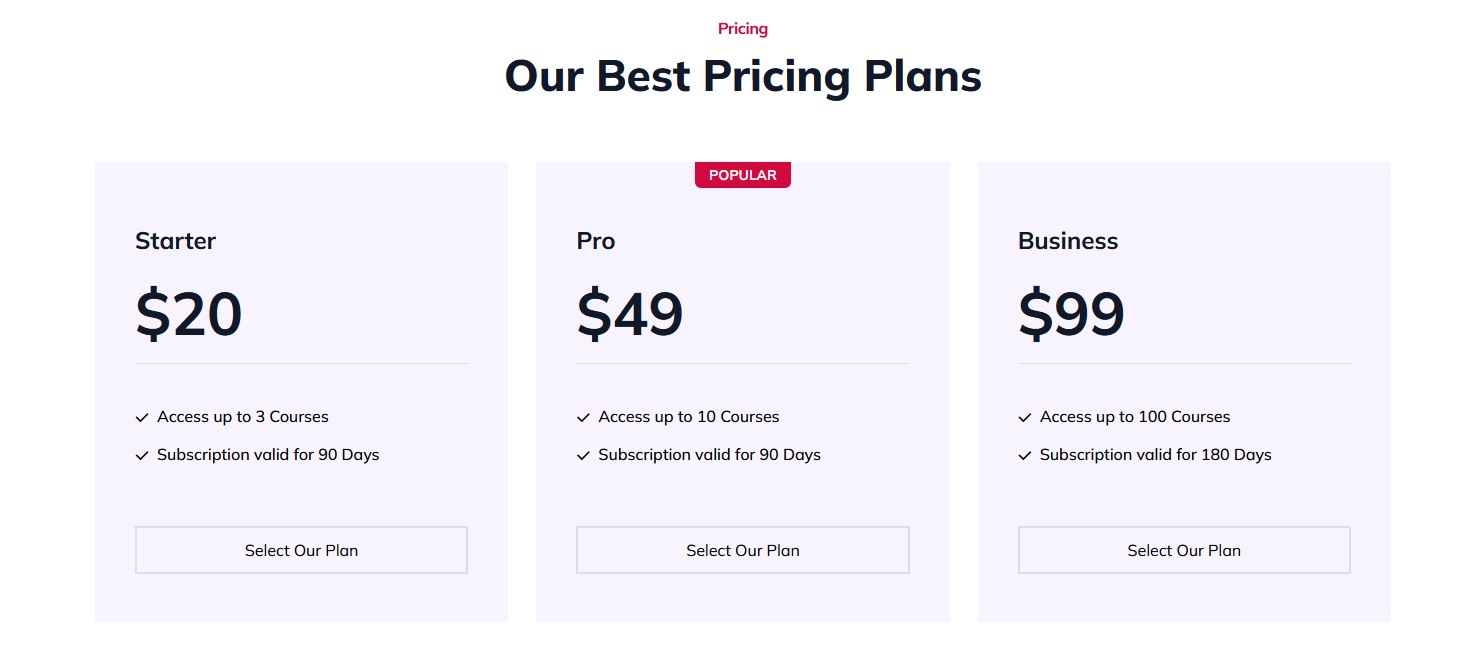 Pricing
Our Best Pricing Plans
POPULAR
Starter
$20
Access up to 3 Courses
Subscription valid for 90 Days
Select Our Plan
Pro
$49
Access up to 10 Courses
Subscription valid for 90 Days
Select Our Plan
Business
$99
Access up to 100 Courses
Subscription valid for 180 Days
Select Our Plan